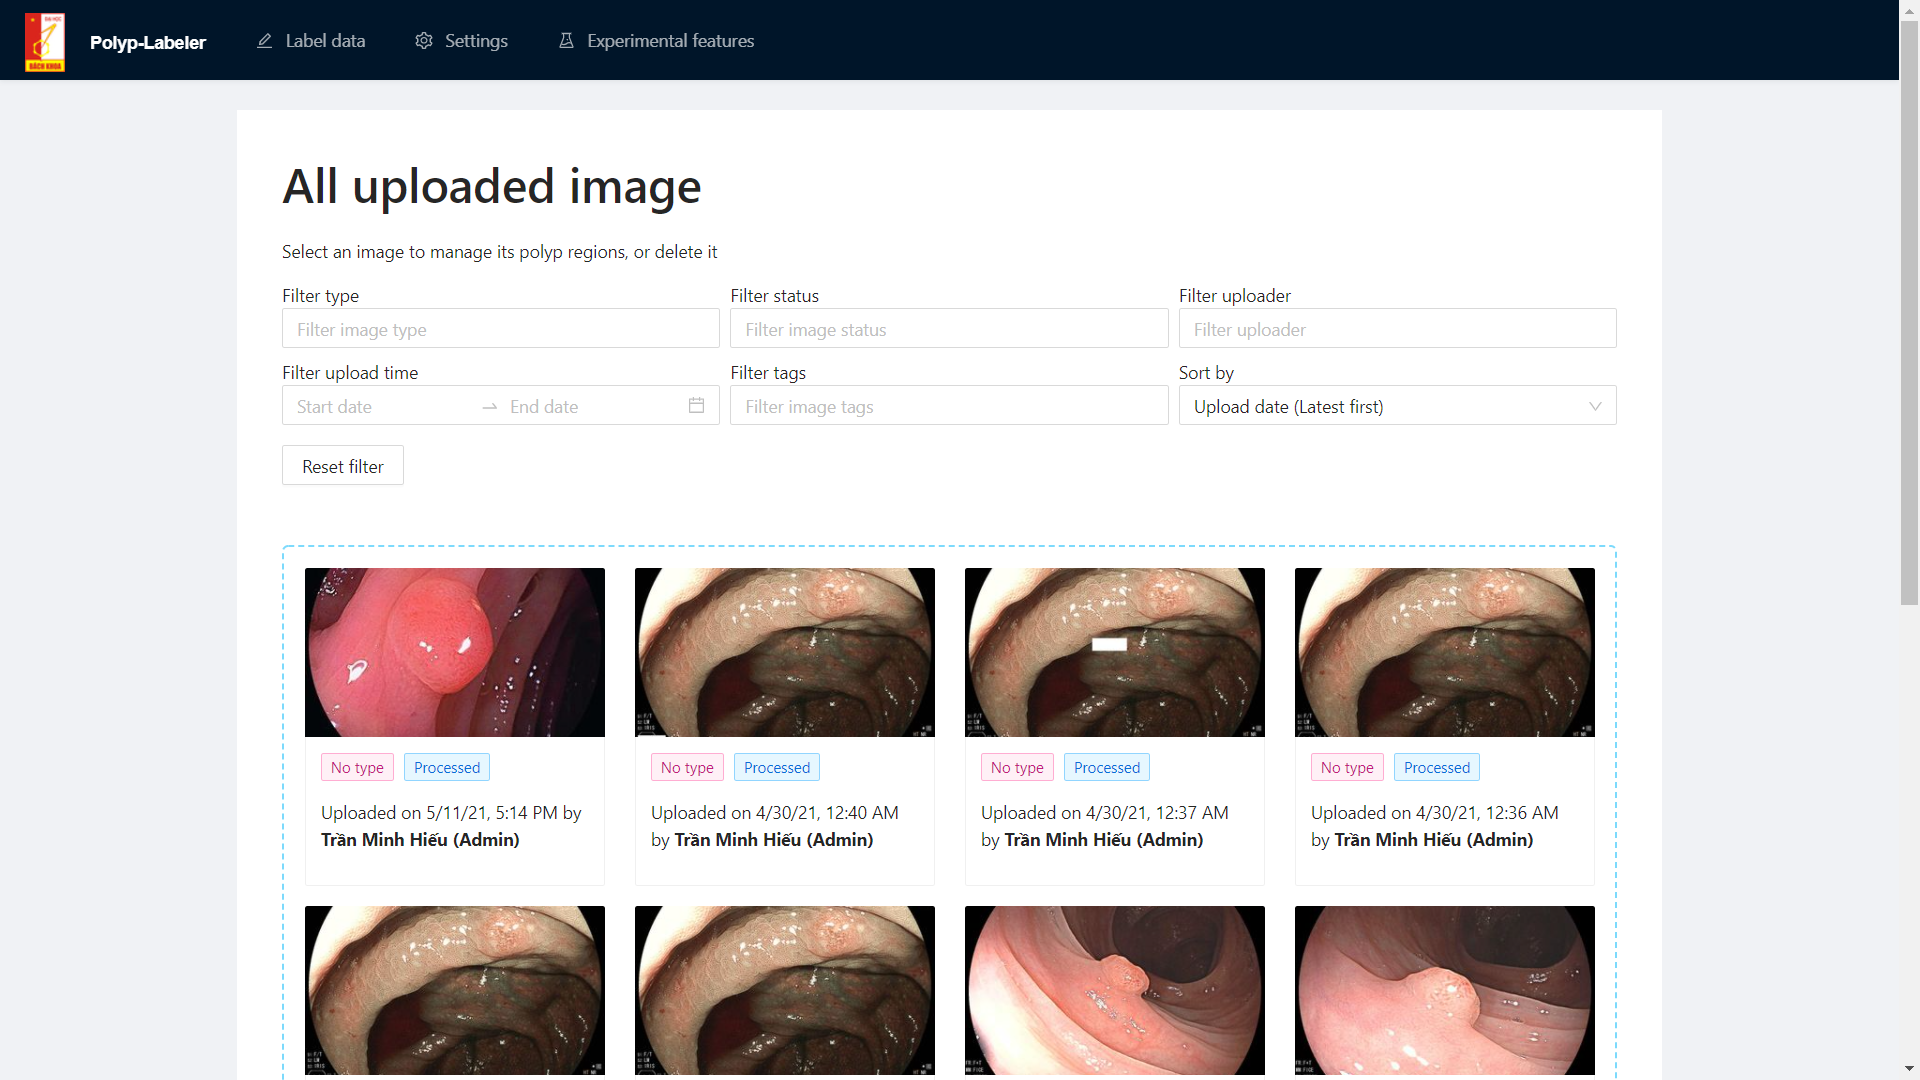 ĐẠI HỌC
BÁCH KHOA
Polyp-Labeler
Label data
Settings
Experimental features
All uploaded image
Select an image to manage its polyp regions, or delete it
Filter type
Filter status
Filter uploader
Filter image type
Filter image status
Filter uploader
Filter upload time
Filter tags
Sort by
Start date
End date
Filter image tags
Upload date (Latest first)
Reset filter
No type
Processed
No type
Processed
No type
Processed
No type
Processed
Uploaded on 5/11/21, 5:14 PM by
Trần Minh Hiếu (Admin)
Uploaded on 4/30/21, 12:40 AM
by Trần Minh Hiếu (Admin)
Uploaded on 4/30/21, 12:37 AM
by Trần Minh Hiếu (Admin)
Uploaded on 4/30/21, 12:36 AM
by Trần Minh Hiếu (Admin)